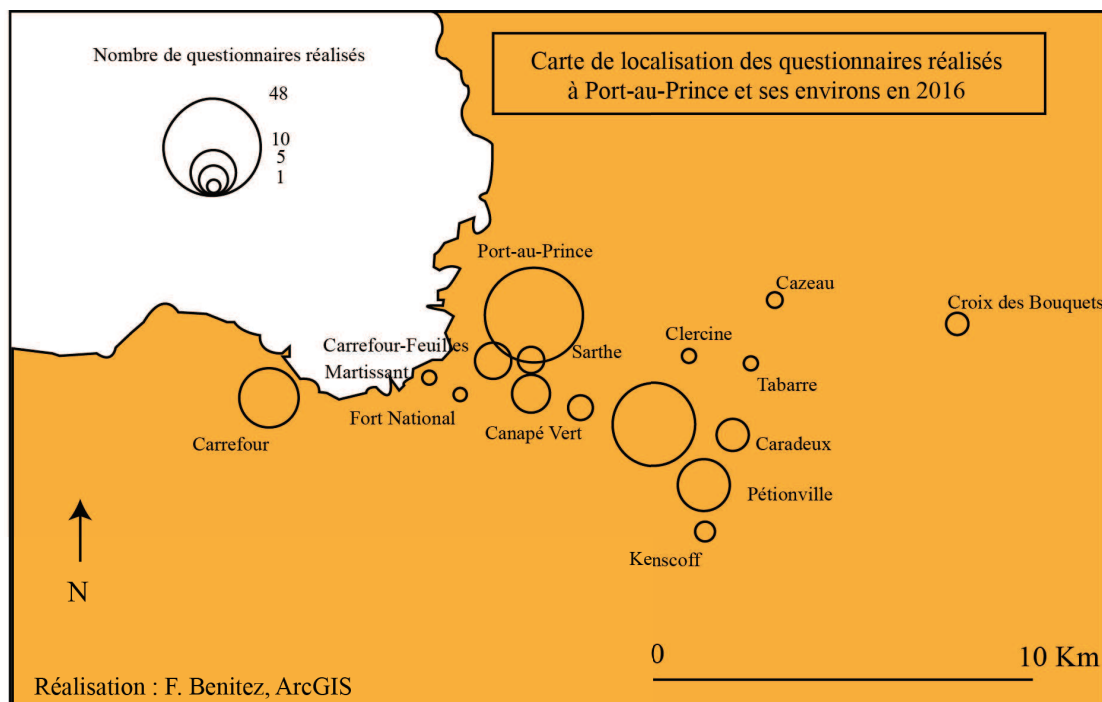 Nombre de questionnaires réalisés
48
10
5
1
Carte de localisation des questionnaires réalisés
à Port-au-Prince et ses environs en 2016
Port-au-Prince
Cazeau
Croix des Bouquets
Clercine
Carrefour-Feuilles
Sarthe
Martissant
Tabarre
Fort National
Canapé Vert
Carrefour
Caradeux
Pétionville
Kenscoff
N
0
10 Km
Réalisation : F. Benitez, ArcGIS